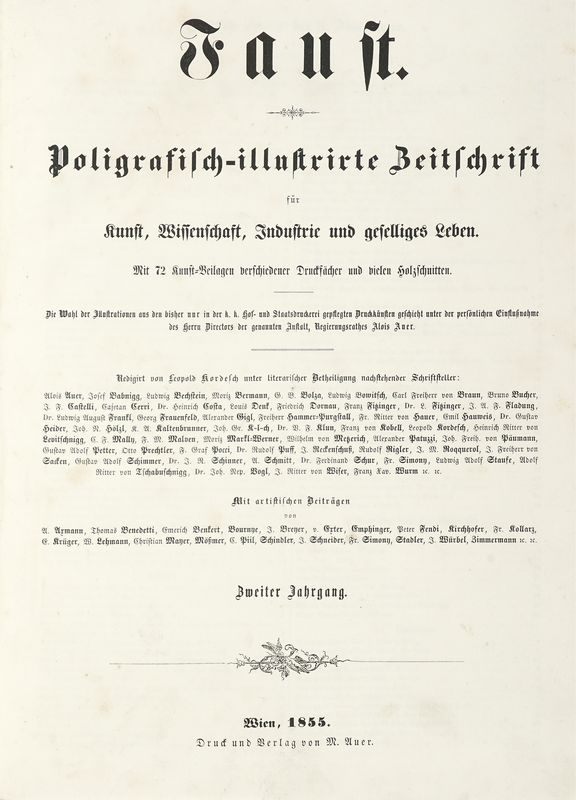 Faust.
Poligrafisch-illustrirte Zeitschrift
für
Kunst, Wissenschaft, Industrie und geselliges Leben.
Mit 72 Kunst-Beilagen verschiedener Druckfächer und vielen Holzschnitten.
Die Wahl der Illustrationen aus den bisher nur in der k. k. Hof- und Staatsdruckerei gepflegten Druckkünsten geschieht unter der persönlichen Einflußnahme
des Herrn Directors der genannten Anstalt, Regierungsrathes Alois Auer.
Redigirt von Leopold Kordesch unter literarischer Betheiligung nachstehender Schriftsteller:
Alois Auer, Josef Babnigg, Ludwig Bechstein, Moriz Bermann, G. B. Bolza, Ludwig Bowitsch, Carl Freiherr von Braun, Bruno Bucher,
J. F. Castelli, Cajetan Cerri, Dr. Heinrich Costa, Louis Denk, Friedrich Dornau, Franz Fizinger, Dr. L. Fizinger, J. A. F. Fladung,
Dr. Ludwig August Frankl, Georg Frauenfeld, Alexander Gigl, Freiherr Hammer-Purgstall, Fr. Ritter von Hauer, Emil Hauweis, Dr. Gustav
Heider, Joh. N. Hölzl, K. A. Kaltenbrunner, Joh. Gr. K-l-ch, Dr. V. F. Klun, Franz von Kobell, Leopold Kordesch, Heinrich Ritter von
Levitschnigg, C. F. Mally, F. M. Malven, Moriz Markl-Werner, Wilhelm von Metzerich, Alexander Patuzzi, Joh. Freih. von Päumann,
Gustav Adolf Petter, Otto Prechtler, F. Graf Pocci, Dr. Rudolf Puff, J. Reckenschuß, Rudolf Rigler, J. M. Roqquerol, J. Freiherr von
Sacken, Gustav Adolf Schimmer, Dr. J. R. Schiner, A. Schmitt, Dr. Ferdinand Schur, Fr. Simony, Ludwig Adolf Staufe, Adolf
Ritter von Tschabuschnigg, Dr. Joh. Nep. Vogl, J. Ritter von Wiser, Franz Xav. Wurm ꝛc. ꝛc.
Mit artistischen Beiträgen
von
A. Axmann, Thomas Benedetti, Emerich Benkert, Bournye, J. Breyer, v. Exter, Emphinger, Peter Fendi, Kirchhofer, Fr. Kollarz,
E. Krüger, W. Lehmann, Christian Mayer, Mößmer, C. Piil, Schindler, J. Schneider, Fr. Simony, Stadler, J. Würbel, Zimmermann ꝛc. ꝛc.
Zweiter Jahrgang.
Wien, 1855.
Druck und Verlag von M. Auer.